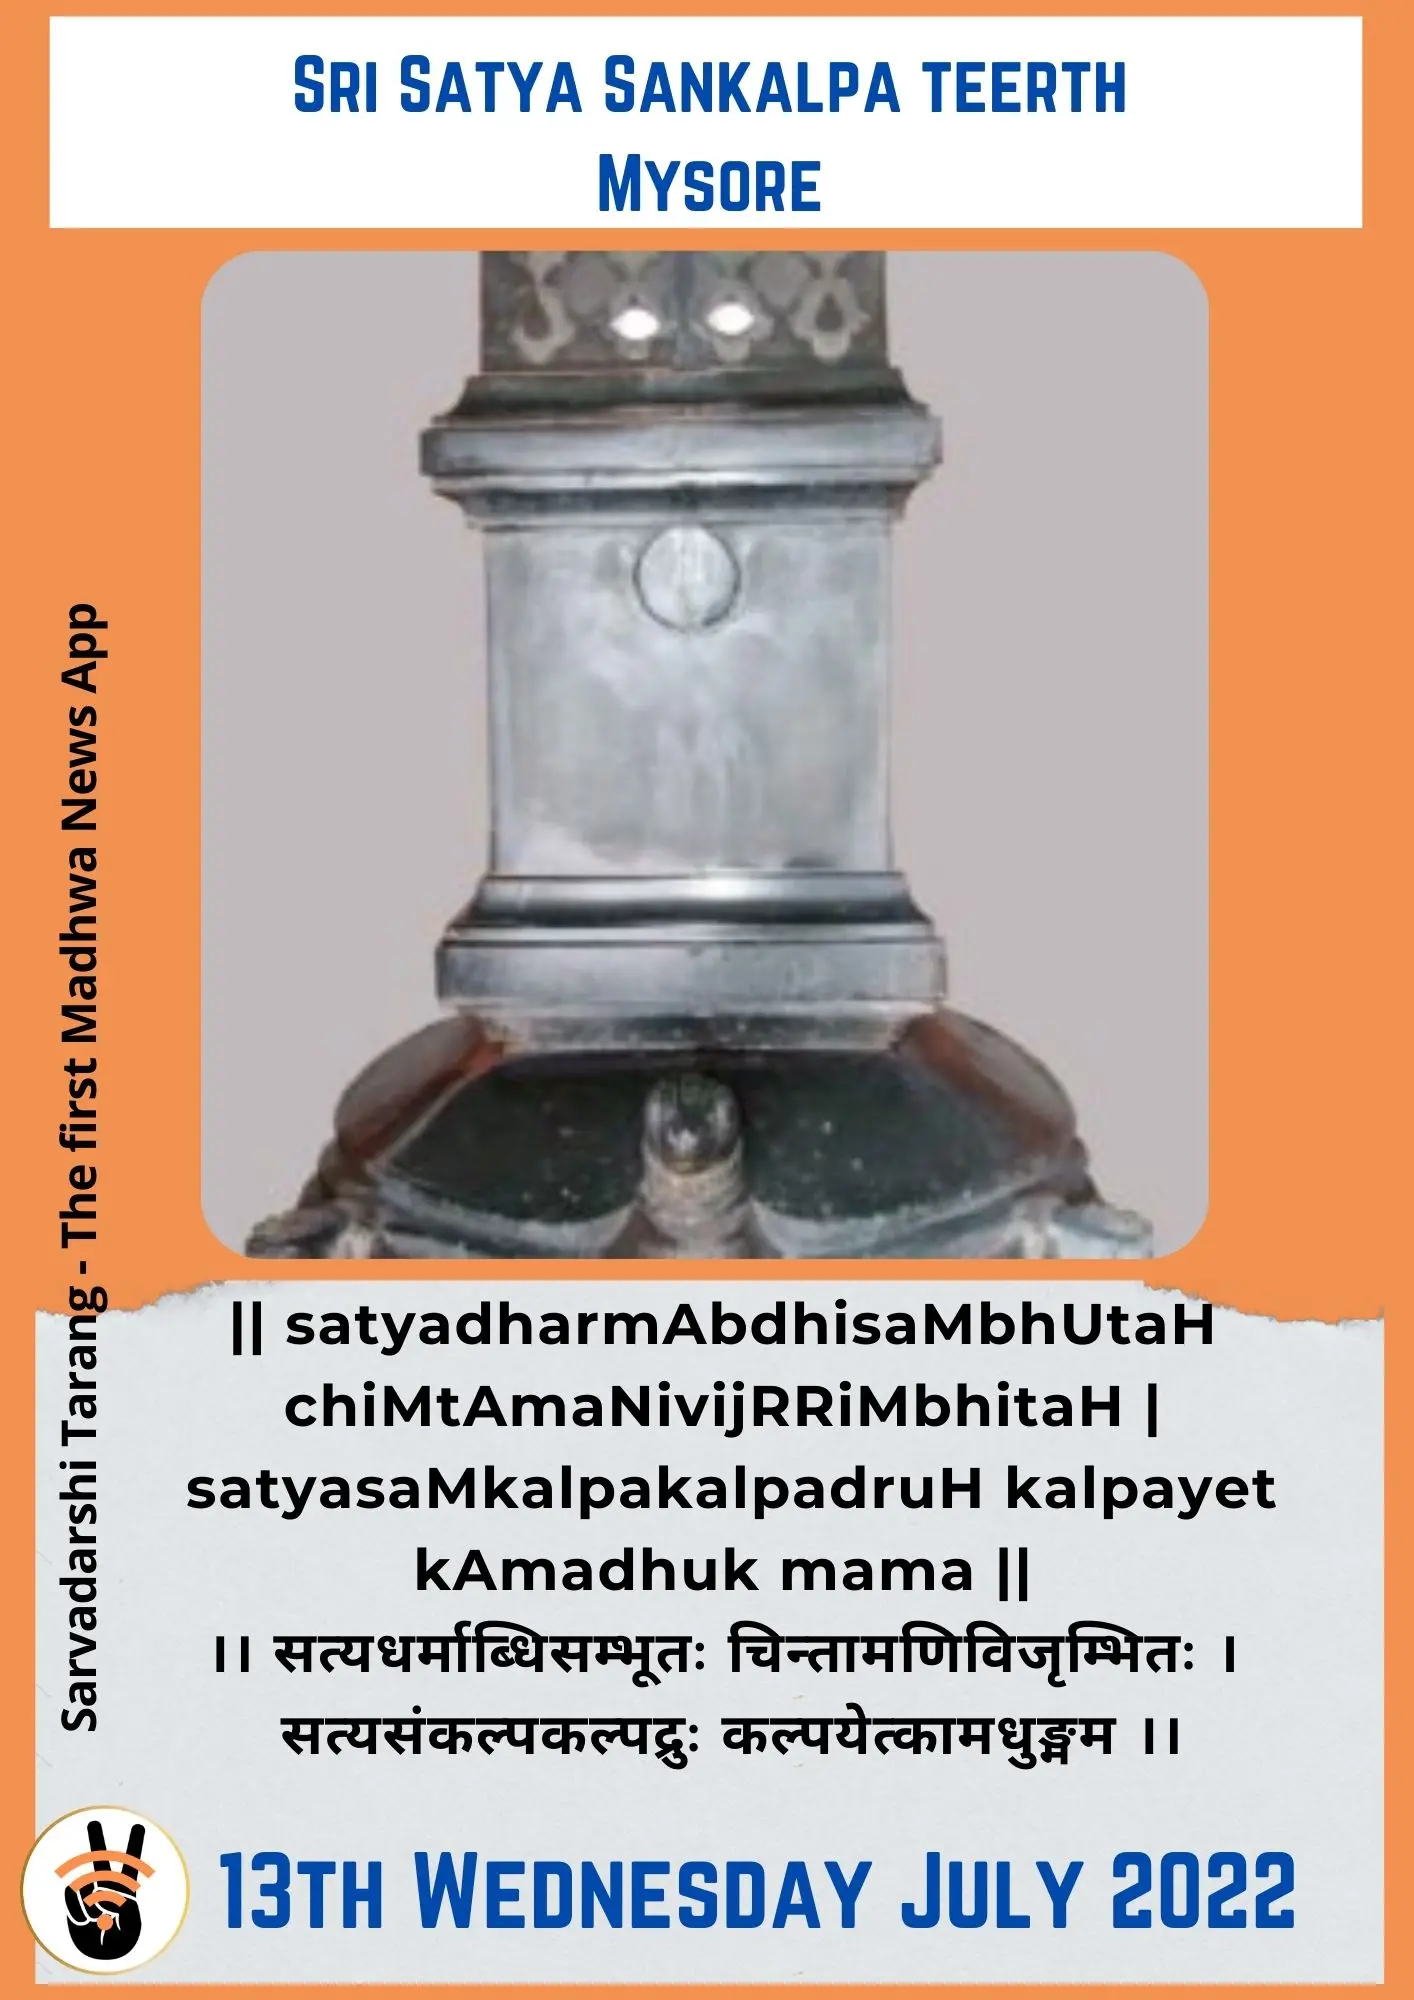 Sri Satya Sankalpa teerth
Mysore
Sarvadarshi Tarang - The first Madhwa News App
|| satyadharmAbdhisaMbhUtaH
chiMtAmaNivijRRiMbhitaH |
satyasaMkalpakalpadruH kalpayet
kAmadhuk mama ||
।। सत्यधर्माब्धिसम्भूतः चिन्तामणिविजृम्भितः ।
सत्यसंकल्पकल्पद्रुः कल्पयेत्कामधुङ्मम ।।
13th Wednesday July 2022